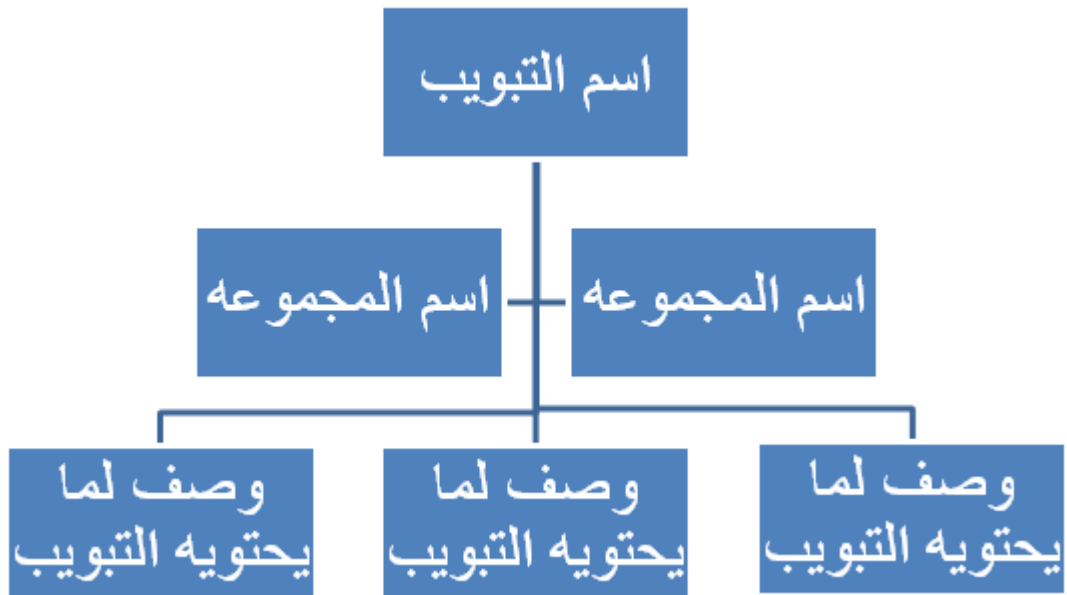 اسم التبويب
اسم المجموعه
اسم المجموعه
وصف لما
يحتويه التبويب
وصف لما
يحتويه التبويب
وصف لما
يحتويه التبويب